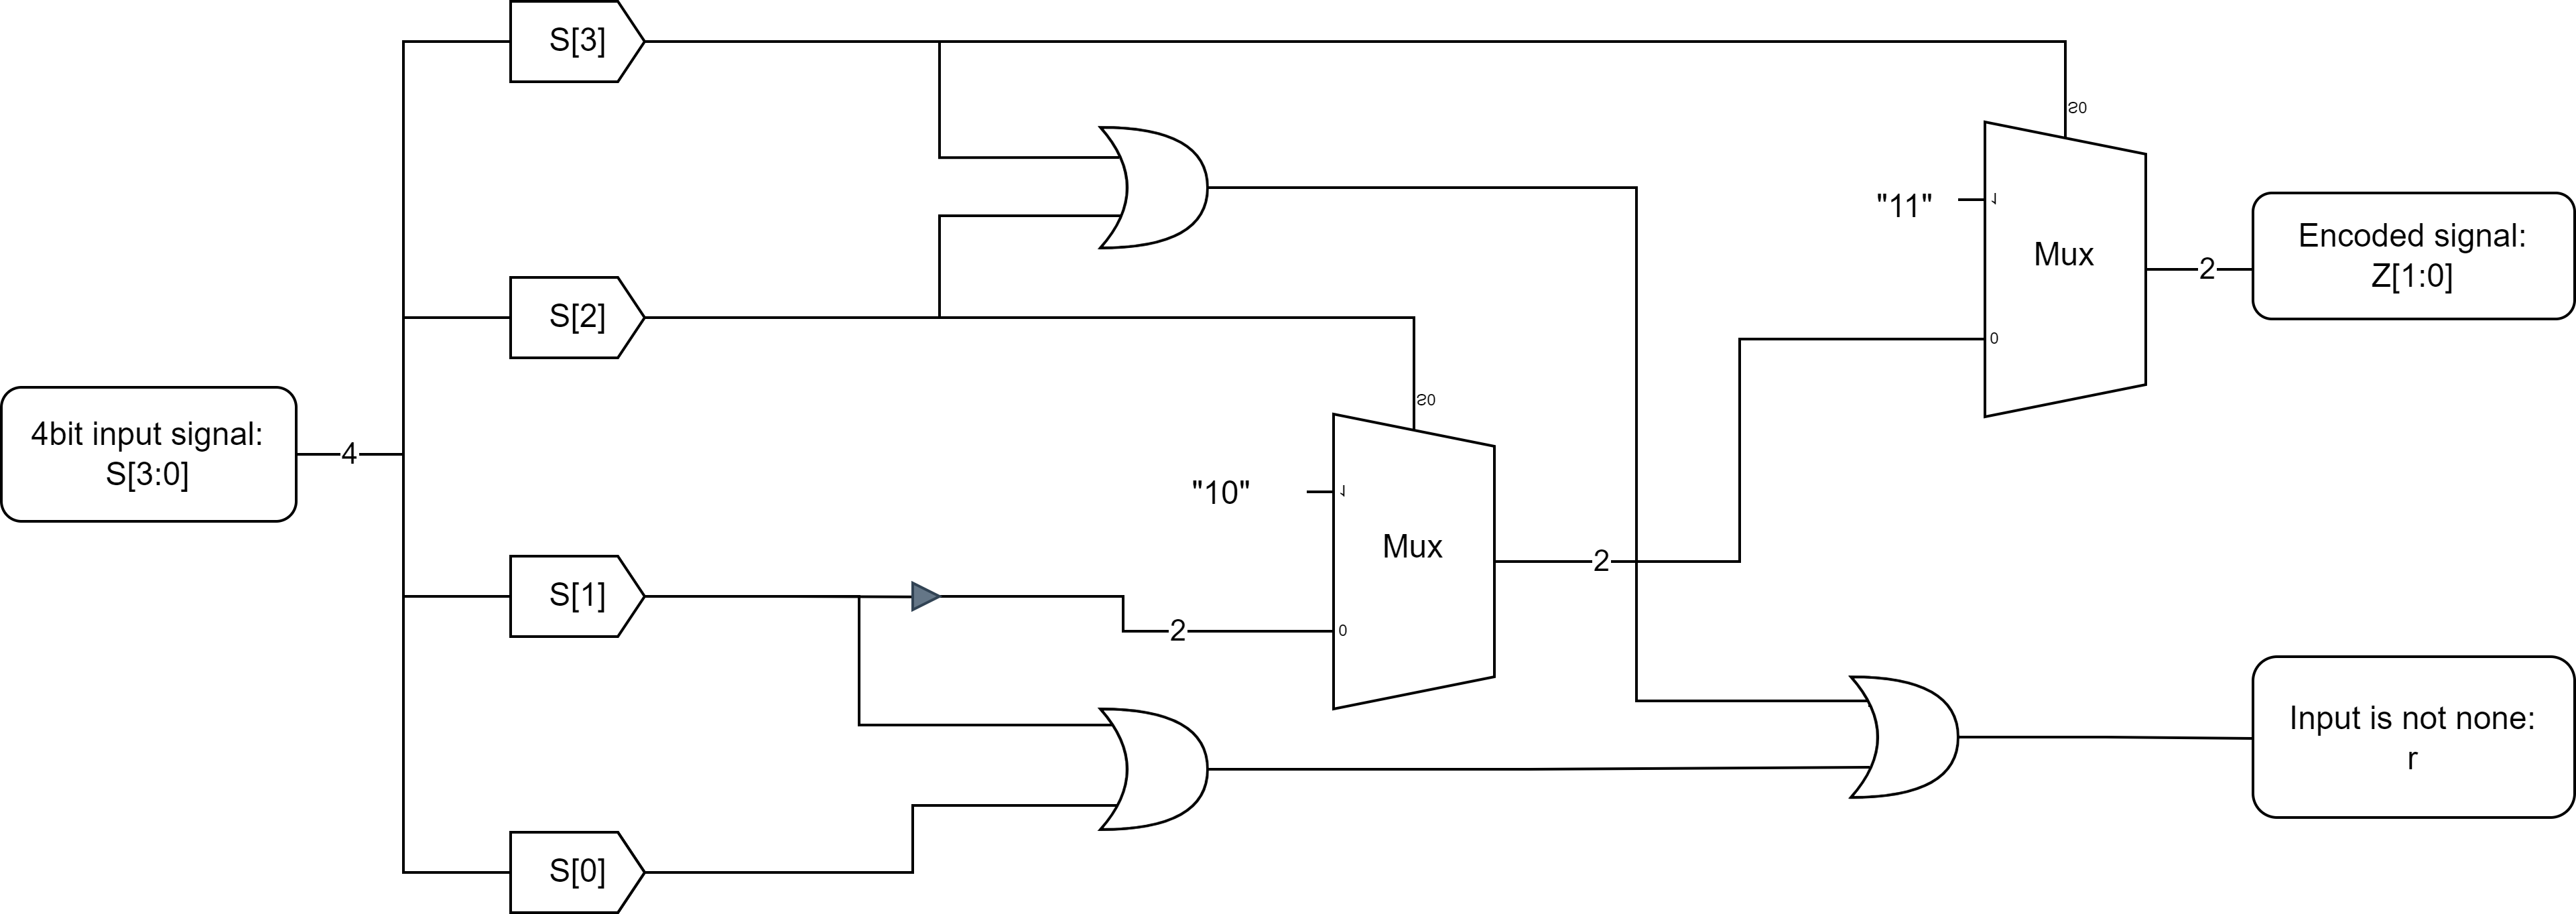 S[3]
S0
"11"
1
Mux
Encoded signal:
Z[1:0]
2
0
S[2]
S0
4bit input signal:
S[3:0]
4
"10"
1
Mux
2
S[1]
2
0
Input is not none:
r
S[0]